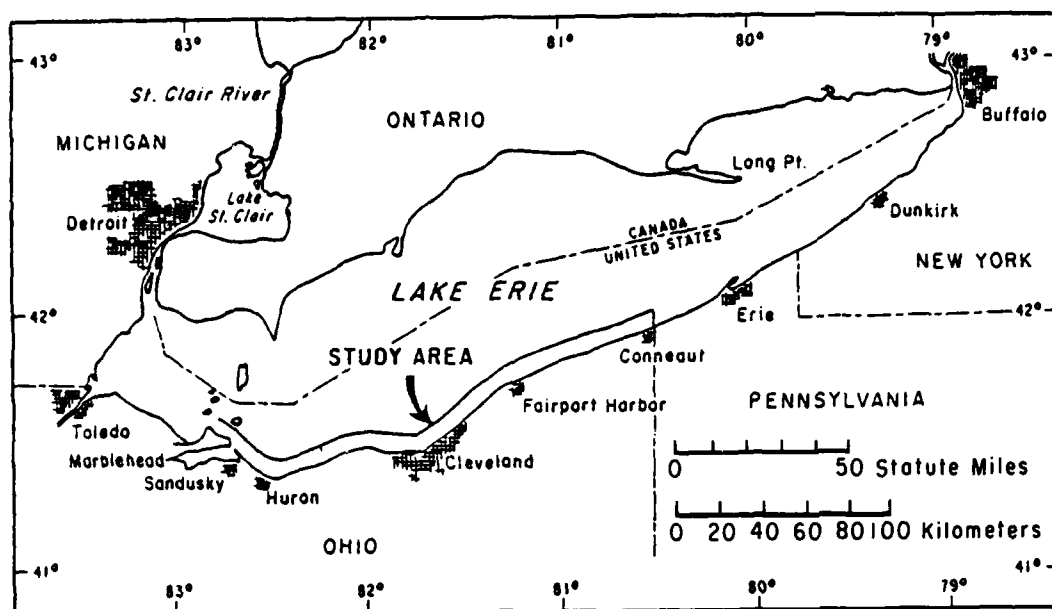 83° 82° 81° 80° 79°
43° 43°
St. Clair River
MICHIGAN
ONTARIO
Buffalo
Long Pt.
Lake
St. Clair
Detroit
Dunkirk
CANADA
UNITED STATES
NEW YORK
LAKE ERIE
Erie
42° 42°
STUDY AREA
Conneaut
Fairport Harbor
PENNSYLVANIA
Toledo
Marblehead
Cleveland
Sandusky
Huron
0 50 Statute Miles
0 20 40 60 80 100 Kilometers
OHIO
41° 41°
83° 82° 81° 80° 79°